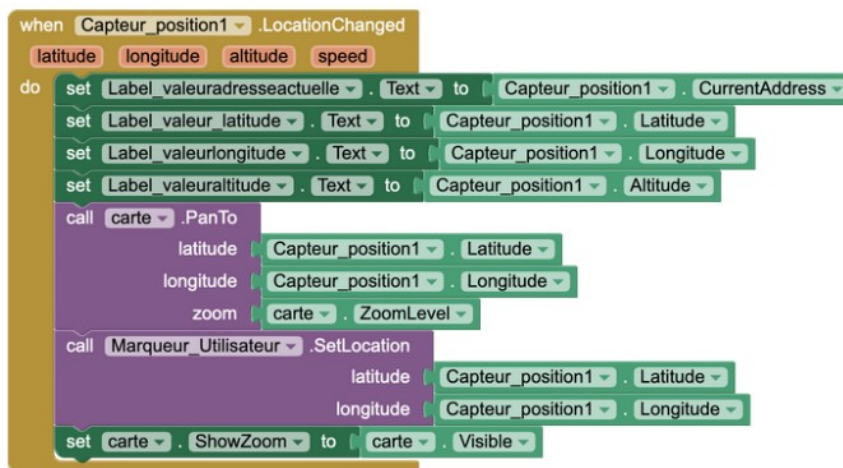 when Capteur_position1 .LocationChanged
latitude longitude altitude speed
do set Label_valeuradresseactuelle . Text to Capteur_position1 . CurrentAddress
set Label_valeur_latitude . Text to Capteur_position1 . Latitude
set Label_valeurlongitude . Text to Capteur_position1 . Longitude
set Label_valeuraltitude . Text to Capteur_position1 . Altitude
call carte .PanTo
latitude Capteur_position1 . Latitude
longitude Capteur_position1 . Longitude
zoom carte . ZoomLevel
call Marqueur_Utilisateur .SetLocation
latitude Capteur_position1 . Latitude
longitude Capteur_position1 . Longitude
set carte . ShowZoom to carte . Visible